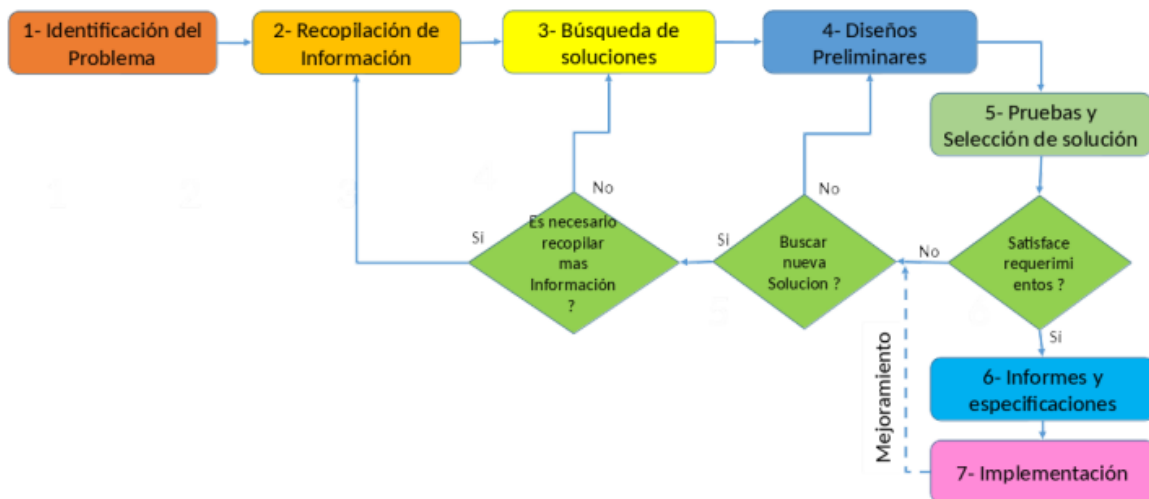 1- Identificación del
Problema
2- Recopilación de
Información
3- Búsqueda de
soluciones
4- Diseños
Preliminares
5- Pruebas y
Selección de solución
No
No
Si
Es necesario
recopilar
mas
Información
?
Si
Buscar
nueva
Solucion ?
No
Satisface
requerimi
entos ?
Sí
Mejoramiento
6- Informes y
especificaciones
7- Implementación